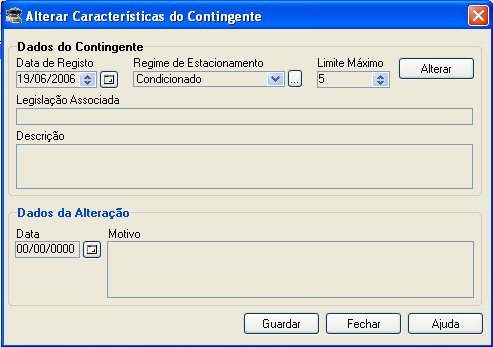 Alterar Características do Contingente
Dados do Contingente
Data de Registo Regime de Estacionamento Limite Máximo
19/06/2006 Condicionado ... 5 Alterar
Legislação Associada
Descrição
Dados da Alteração
Data Motivo
00/00/0000
Guardar Fechar Ajuda